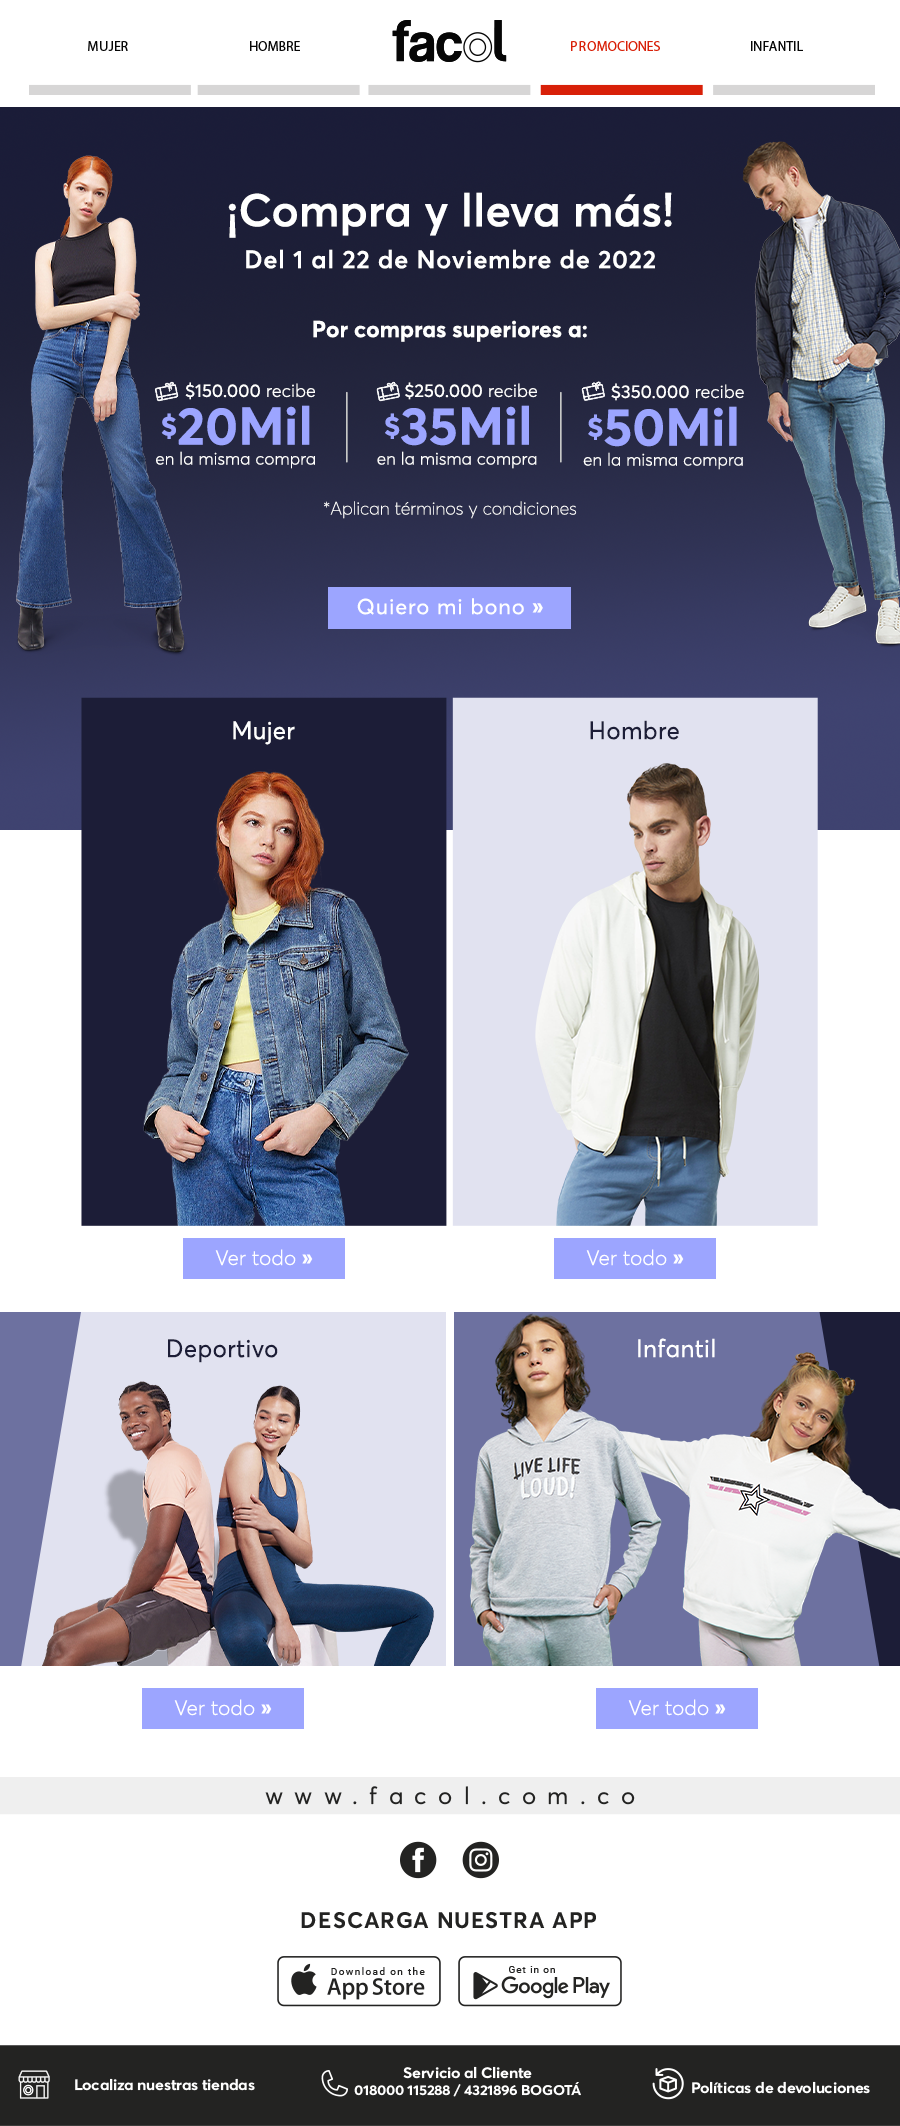 MUJER
HOMBRE
facol
PROMOCIONES
INFANTIL
¡Compra y lleva más!
Del 1 al 22 de Noviembre de 2022
Por compras superiores a:
$150.000 recibe
$20Mil
en la misma compra
$250.000 recibe
$35Mil
en la misma compra
$350.000 recibe
$50Mil
en la misma compra
*Aplican términos y condiciones
Quiero mi bono »
Mujer
Hombre
Ver todo »
Ver todo »
Deportivo
Infantil
LIVE LIFE
LOUD!
Ver todo »
Ver todo »
www.facol.com.co
DESCARGA NUESTRA APP
Download on the
App Store
Get in on
Google Play
Localiza nuestras tiendas
Servicio al Cliente
018000 115288 / 4321896 BOGOTÁ
Políticas de devoluciones